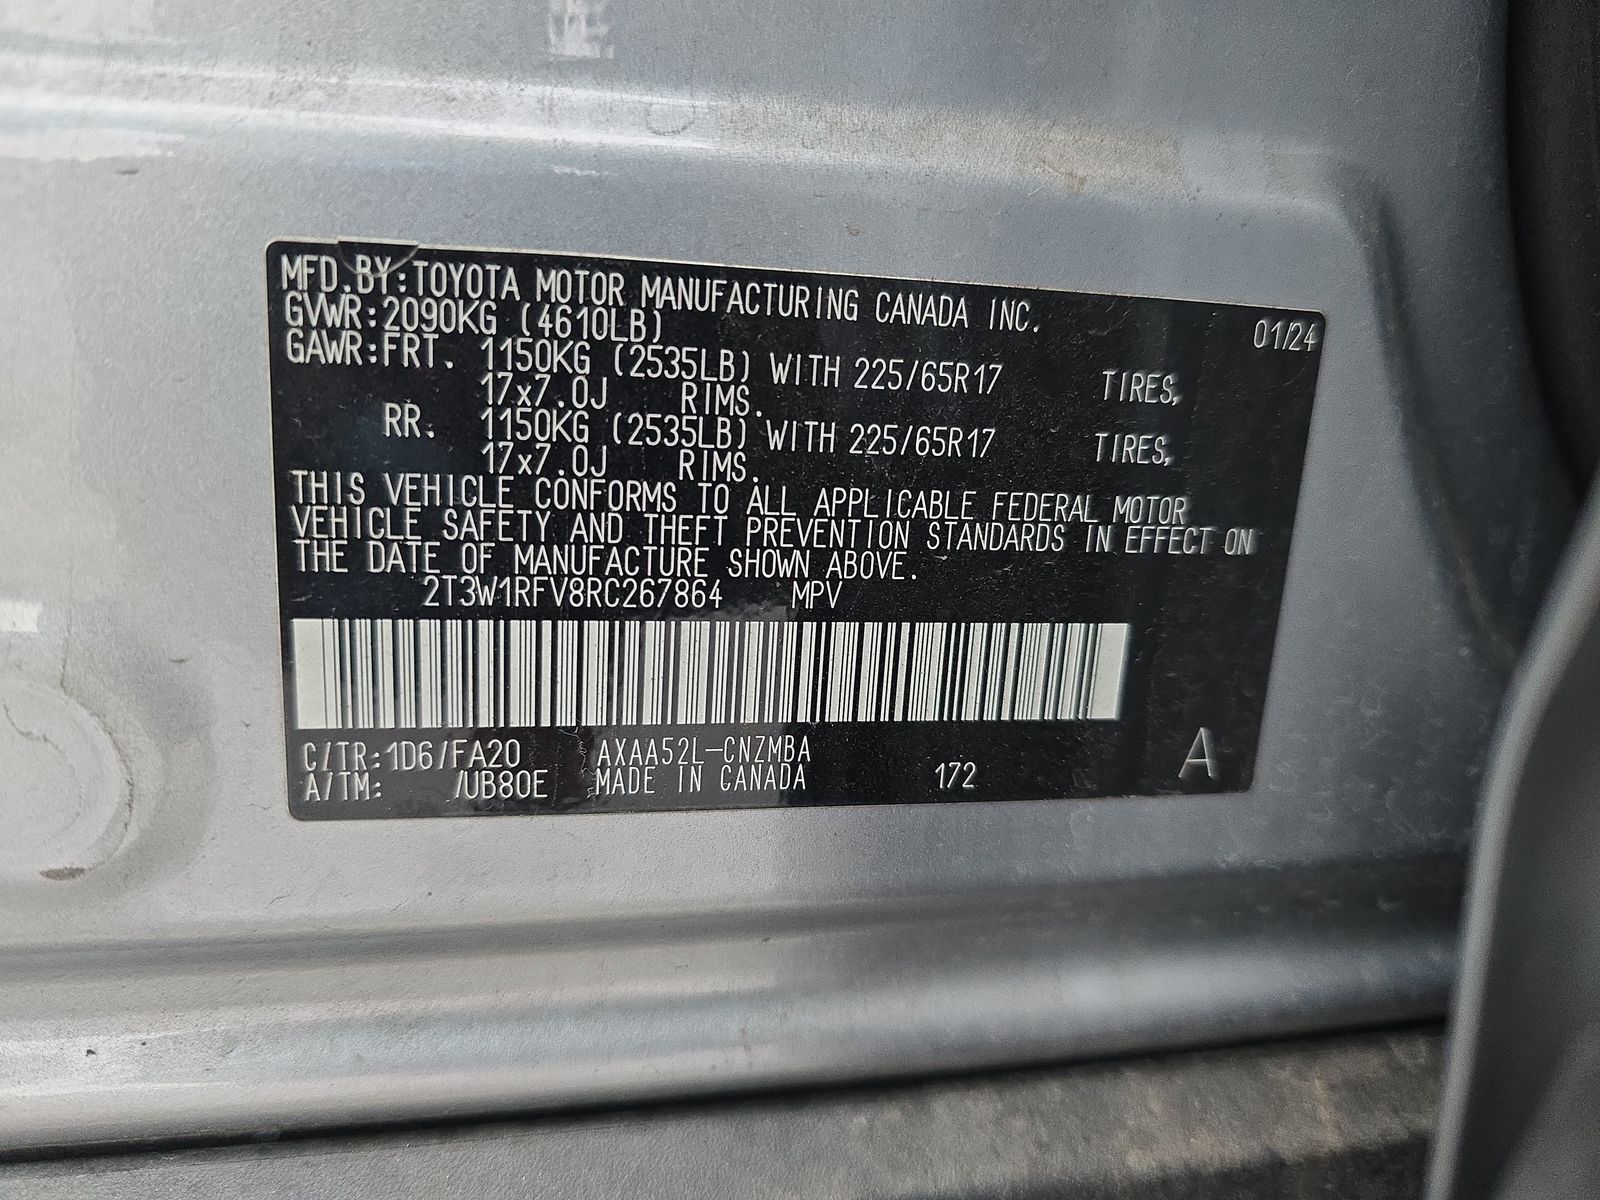 MFD.BY:TOYOTA MOTOR MANUFACTURING CANADA INC.
GVWR:2090KG (4610LB) 01/24
GAWR:FRT. 1150KG (2535LB) WITH 225/65R17 TIRES,
17x7.0J RIMS.
RR. 1150KG (2535LB) WITH 225/65R17 TIRES,
17x7.0J RIMS.
THIS VEHICLE CONFORMS TO ALL APPLICABLE FEDERAL MOTOR
VEHICLE SAFETY AND THEFT PREVENTION STANDARDS IN EFFECT ON
THE DATE OF MANUFACTURE SHOWN ABOVE.
2T3W1RFV8RC267864 MPV
C/TR:1D6/FA20 AXAA52L-CNZMBA A
A/TM: /UB80E MADE IN CANADA 172